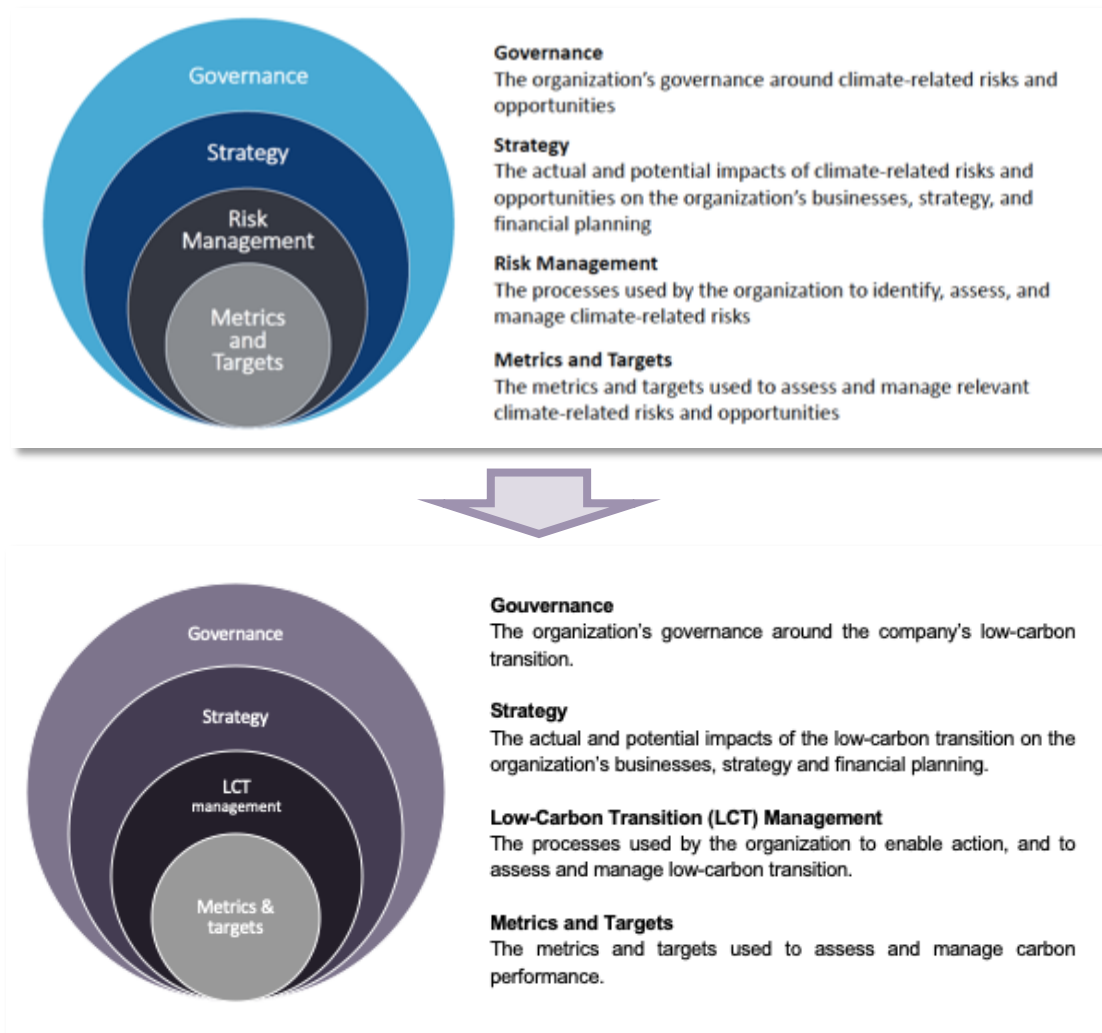 Governance
Strategy
Risk
Management
Metrics
and
Targets
Governance
The organization's governance around climate-related risks and
opportunities
Strategy
The actual and potential impacts of climate-related risks and
opportunities on the organization's businesses, strategy, and
financial planning
Risk Management
The processes used by the organization to identify, assess, and
manage climate-related risks
Metrics and Targets
The metrics and targets used to assess and manage relevant
climate-related risks and opportunities
Governance
Strategy
LCT
management
Metrics &
targets
Gouvernance
The organization's governance around the company's low-carbon
transition.
Strategy
The actual and potential impacts of the low-carbon transition on the
organization's businesses, strategy and financial planning.
Low-Carbon Transition (LCT) Management
The processes used by the organization to enable action, and to
assess and manage low-carbon transition.
Metrics and Targets
The metrics and targets used to assess and manage carbon
performance.